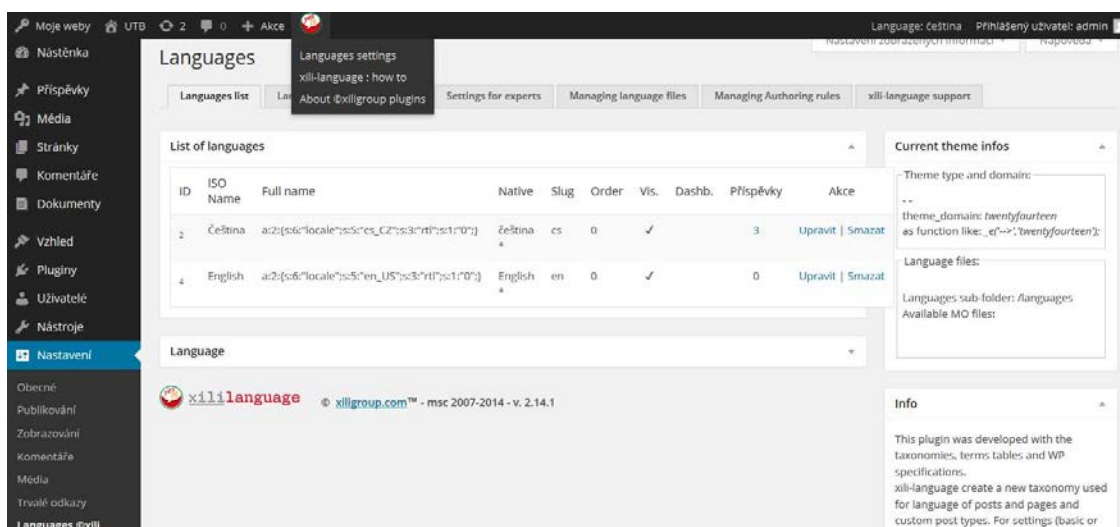 Moje weby UTB 2 0 Akce Language: čeština Přihlášený uživatel: admin
Nástěnka
Příspěvky
Média
Stránky
Komentáře
Dokumenty
Vzhled
Pluginy
Uživatelé
Nástroje
Nastavení
Obecné
Publikování
Zobrazování
Komentáře
Média
Trvalé odkazy
Languages ©xili
Nastavení zobrazených informací Nápověda
Languages
Languages settings
xili-language : how to
About ©xiligroup plugins
Languages list Settings for experts Managing language files Managing Authoring rules xili-language support
List of languages
ID ISO Name Full name Native Slug Order Vis. Dashb. Příspěvky Akce
2 Čeština a:2:{s:6:"locale";s:5:"cs_CZ";s:3:"rtl";s:1:"0";} čeština * cs 0 ✓ 3 Upravit | Smazat
4 English a:2:{s:6:"locale";s:5:"en_US";s:3:"rtl";s:1:"0";} English * en 0 ✓ 0 Upravit | Smazat
Language
xililanguage © xiligroup.com™ - msc 2007-2014 - v. 2.14.1
Current theme infos
Theme type and domain:
- -
theme_domain: twentyfourteen
as function like: _e('-->','twentyfourteen');
Language files:
Languages sub-folder: /languages
Available MO files:
Info
This plugin was developed with the
taxonomies, terms tables and WP
specifications.
xili-language create a new taxonomy used
for language of posts and pages and
custom post types. For settings (basic or